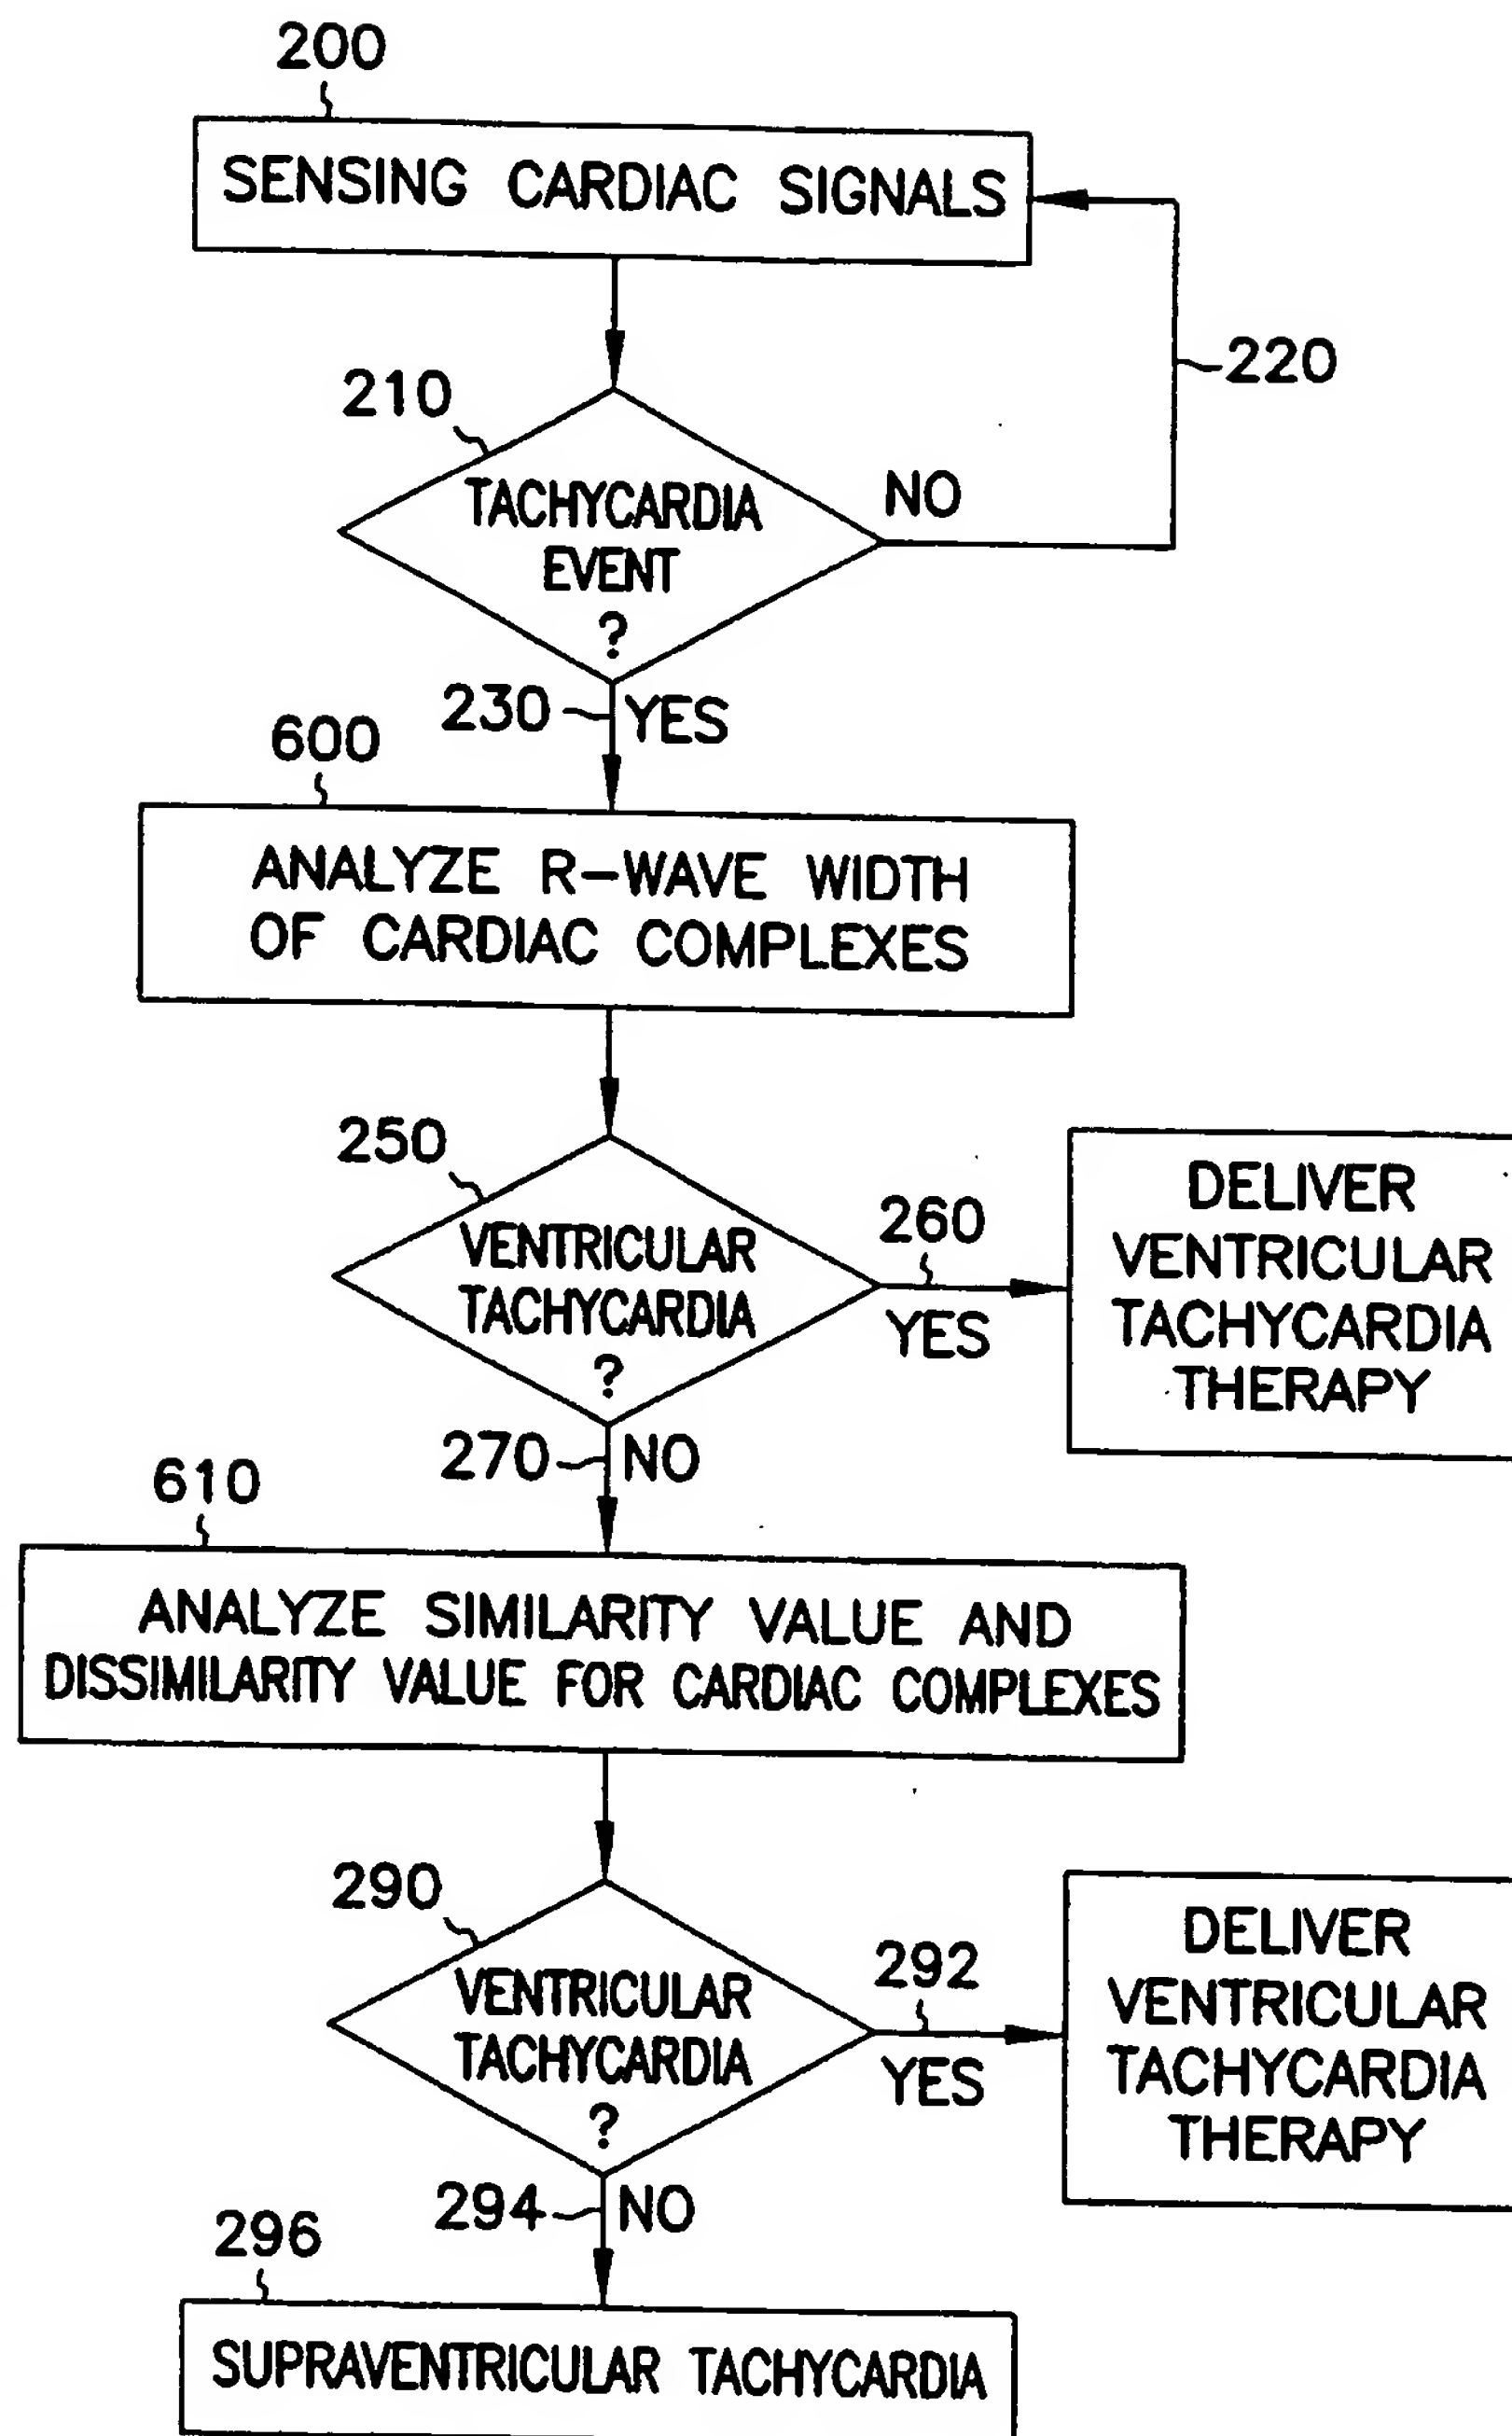 200
SENSING CARDIAC SIGNALS
220
210
TACHYCARDIA
EVENT
?
NO
230
YES
600
ANALYZE R-WAVE WIDTH
OF CARDIAC COMPLEXES
250
VENTRICULAR
TACHYCARDIA
?
260
YES
DELIVER
VENTRICULAR
TACHYCARDIA
THERAPY
270
NO
610
ANALYZE SIMILARITY VALUE AND
DISSIMILARITY VALUE FOR CARDIAC COMPLEXES
290
VENTRICULAR
TACHYCARDIA
?
292
YES
DELIVER
VENTRICULAR
TACHYCARDIA
THERAPY
294
NO
296
SUPRAVENTRICULAR TACHYCARDIA